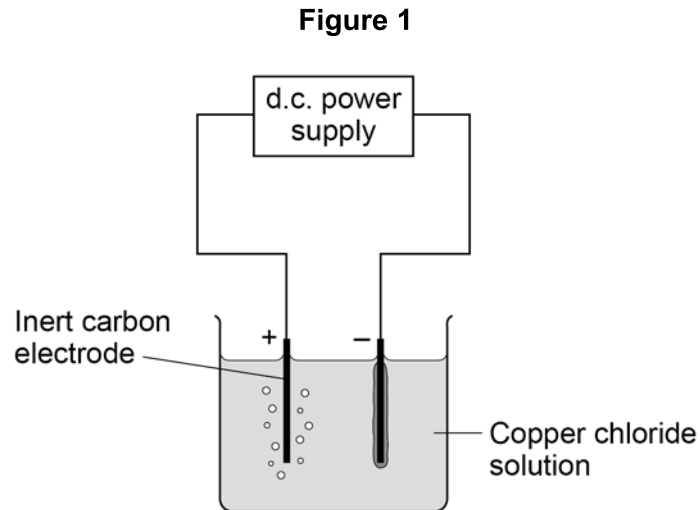 Figure 1
d.c. power
supply
Inert carbon
electrode
+
–
Copper chloride
solution